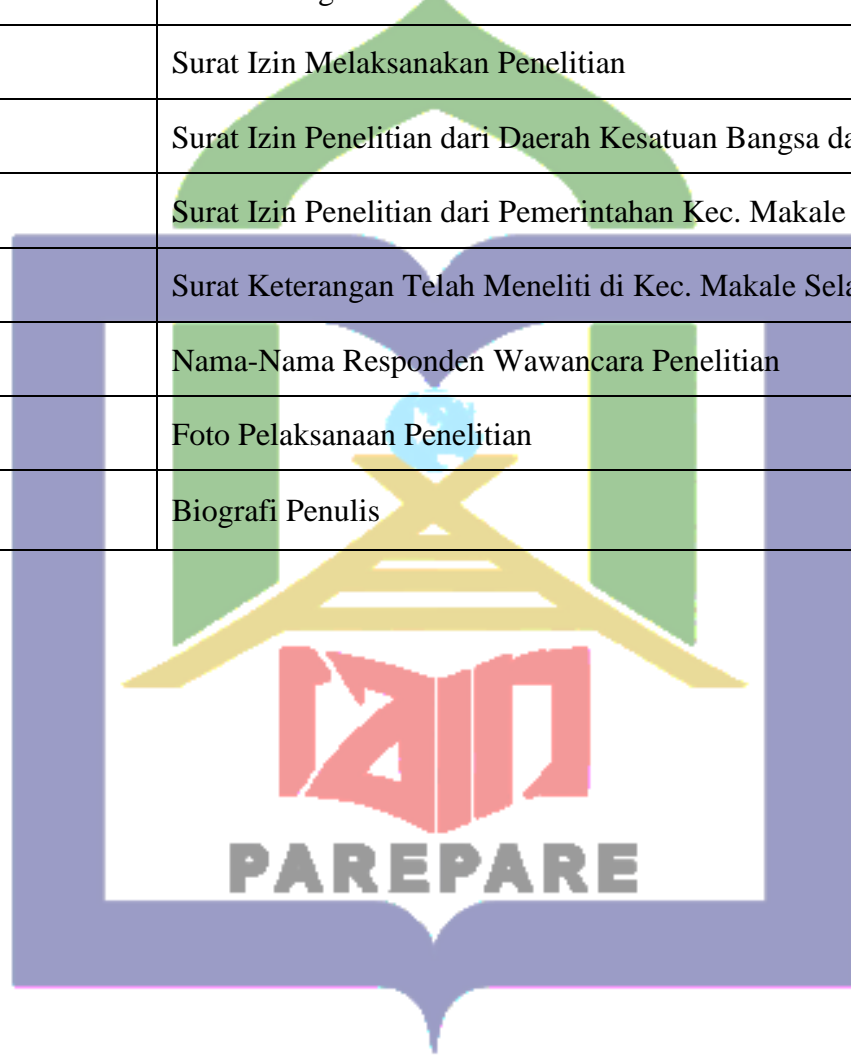 Surat Izin Melaksanakan Penelitian
Surat Izin Penelitian dari Daerah Kesatuan Bangsa
Surat Izin Penelitian dari Pemerintahan Kec. Makale
Surat Keterangan Telah Meneliti di Kec. Makale
Nama-Nama Responden Wawancara Penelitian
Foto Pelaksanaan Penelitian
Biografi Penulis
iain
PAREPARE